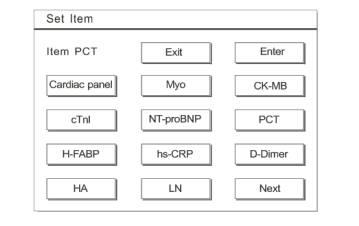 Set Item
Item PCT Exit Enter
Cardiac panel Myo CK-MB
cTnI NT-proBNP PCT
H-FABP hs-CRP D-Dimer
HA LN Next